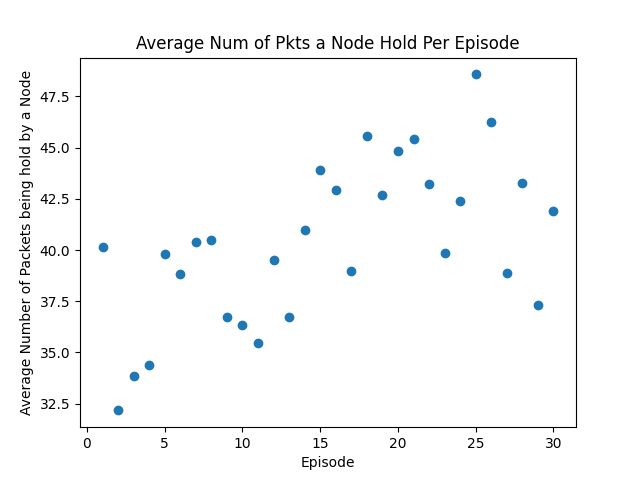 Average Num of Pkts a Node Hold Per Episode
Average Number of Packets being hold by a Node
47.5
45.0
42.5
40.0
37.5
35.0
32.5
0 5 10 15 20 25 30
Episode